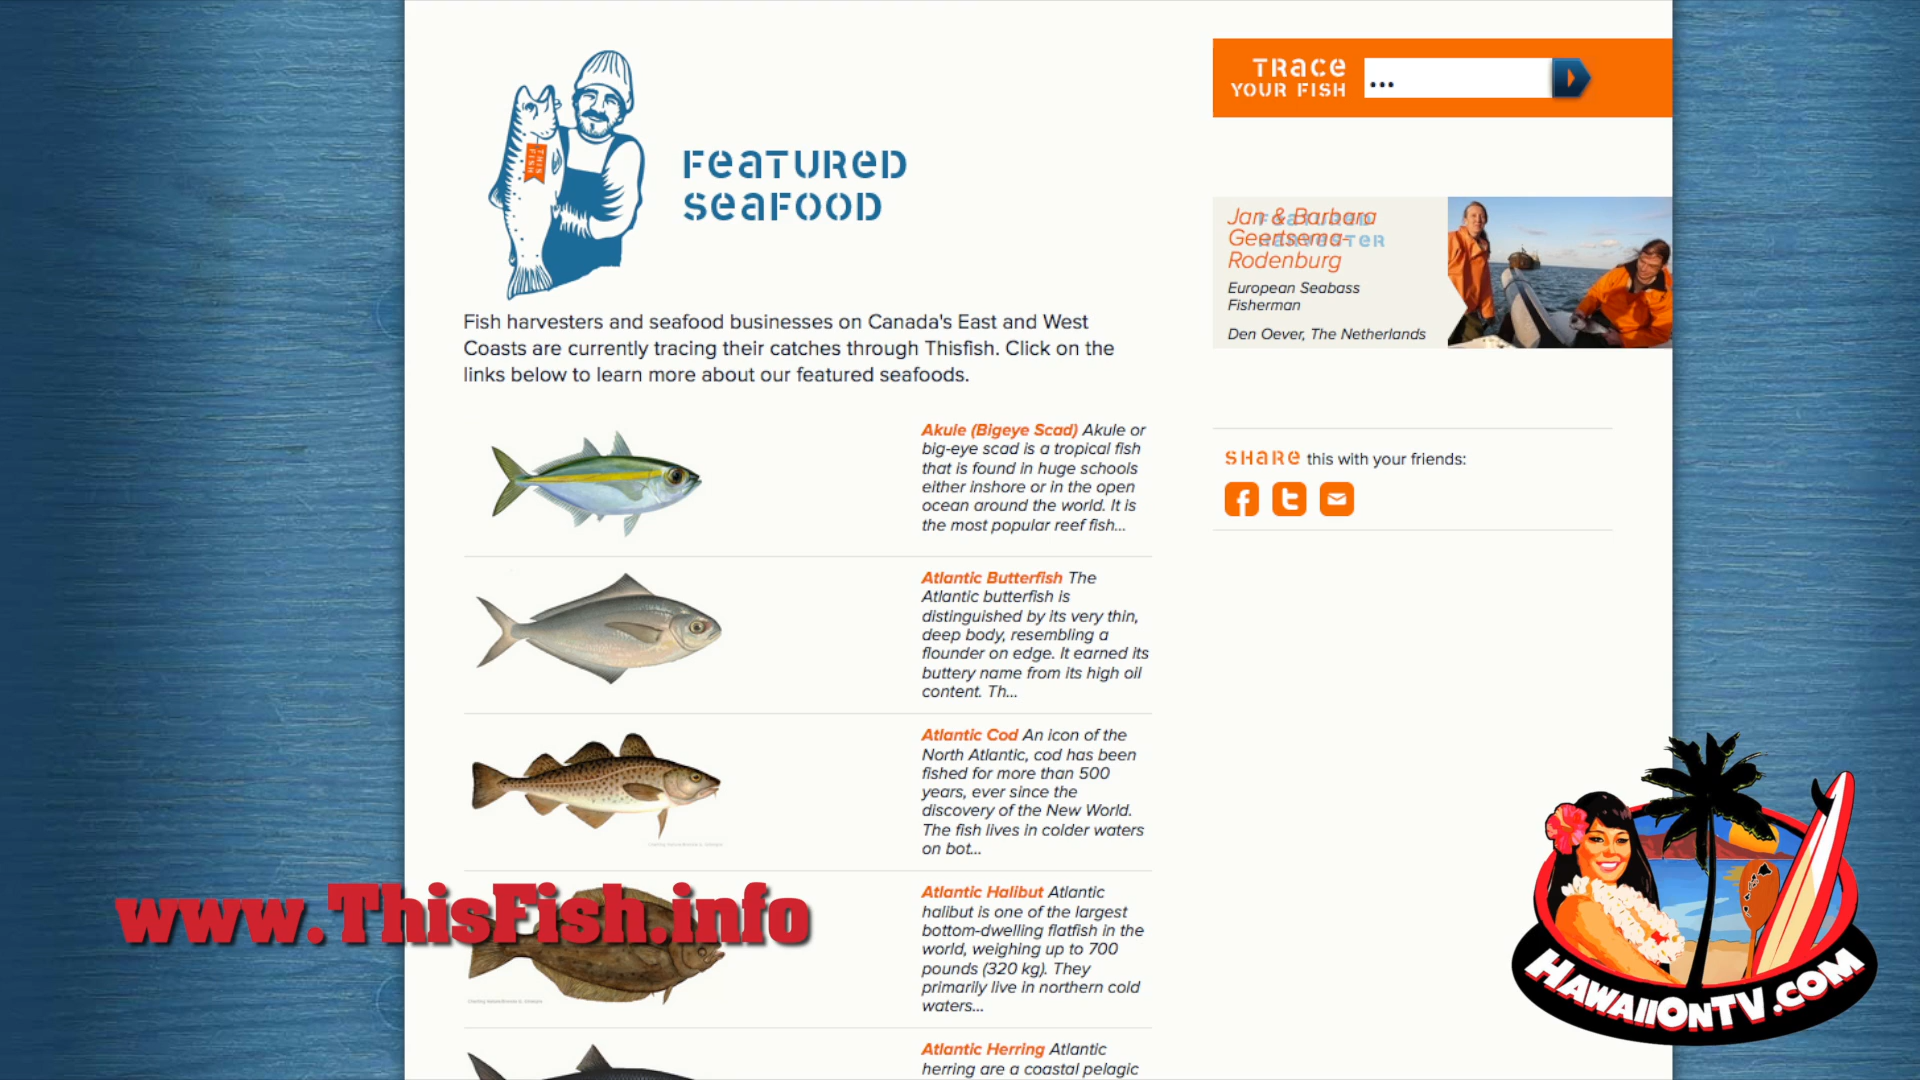 TRace
YOUR FISH
...
THIS
FISH
FeaTUReD
SeaFOOD
Jan & Barbara
Geertsema-
Rodenburg
European Seabass
Fisherman
Den Oever, The Netherlands
Fish harvesters and seafood businesses on Canada's East and West
Coasts are currently tracing their catches through Thisfish. Click on the
links below to learn more about our featured seafoods.
Akule (Bigeye Scad) Akule or
big-eye scad is a tropical fish
that is found in huge schools
either inshore or in the open
ocean around the world. It is
the most popular reef fish...
SHaRe this with your friends:
Atlantic Butterfish The
Atlantic butterfish is
distinguished by its very thin,
deep body, resembling a
flounder on edge. It earned its
buttery name from its high oil
content. Th...
Atlantic Cod An icon of the
North Atlantic, cod has been
fished for more than 500
years, ever since the
discovery of the New World.
The fish lives in colder waters
on bot...
Atlantic Halibut Atlantic
halibut is one of the largest
bottom-dwelling flatfish in the
world, weighing up to 700
pounds (320 kg). They
primarily live in northern cold
waters...
Atlantic Herring Atlantic
herring are a coastal pelagic
www.ThisFish.info
HAWAIIONTV.COM